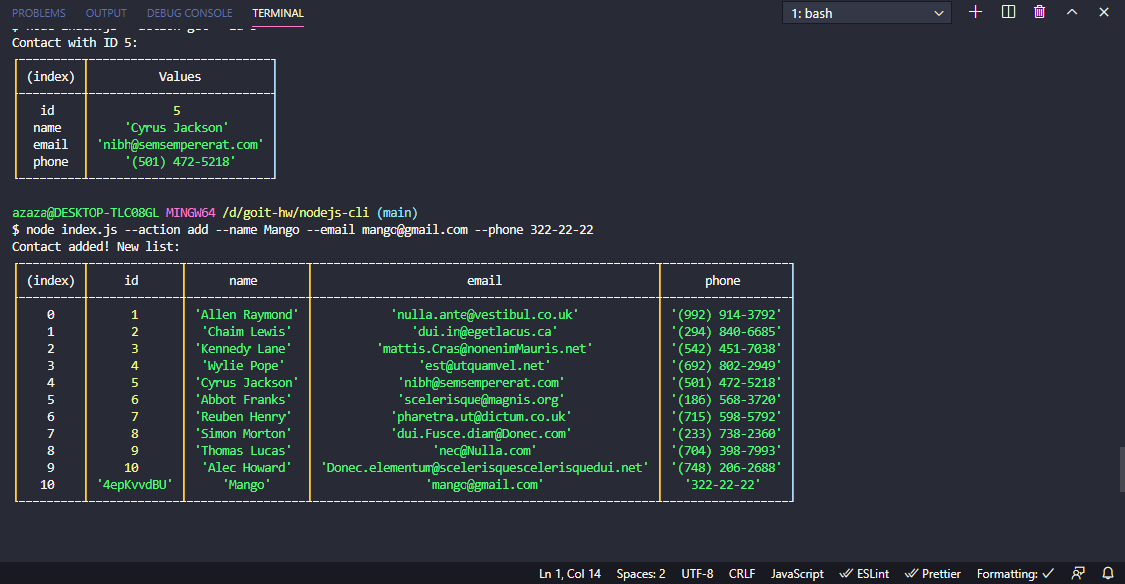 PROBLEMS OUTPUT DEBUG CONSOLE TERMINAL 1: bash
$ node index.js --action get --id 5
Contact with ID 5:
(index) Values
id 5
name 'Cyrus Jackson'
email 'nibh@semsempererat.com'
phone '(501) 472-5218'
azaza@DESKTOP-TLC08GL MINGW64 /d/goit-hw/nodejs-cli (main)
$ node index.js --action add --name Mango --email mango@gmail.com --phone 322-22-22
Contact added! New list:
(index) id name email phone
0 1 'Allen Raymond' 'nulla.ante@vestibul.co.uk' '(992) 914-3792'
1 2 'Chaim Lewis' 'dui.in@egetlacus.ca' '(294) 840-6685'
2 3 'Kennedy Lane' 'mattis.Cras@nonenimMauris.net' '(542) 451-7038'
3 4 'Wylie Pope' 'est@utquamvel.net' '(692) 802-2949'
4 5 'Cyrus Jackson' 'nibh@semsempererat.com' '(501) 472-5218'
5 6 'Abbot Franks' 'scelerisque@magnis.org' '(186) 568-3720'
6 7 'Reuben Henry' 'pharetra.ut@dictum.co.uk' '(715) 598-5792'
7 8 'Simon Morton' 'dui.Fusce.diam@Donec.com' '(233) 738-2360'
8 9 'Thomas Lucas' 'nec@Nulla.com' '(704) 398-7993'
9 10 'Alec Howard' 'Donec.elementum@scelerisquescelerisquedui.net' '(748) 206-2688'
10 '4epKvvdBU' 'Mango' 'mango@gmail.com' '322-22-22'
Ln 1, Col 14 Spaces: 2 UTF-8 CRLF JavaScript ESLint Prettier Formatting: